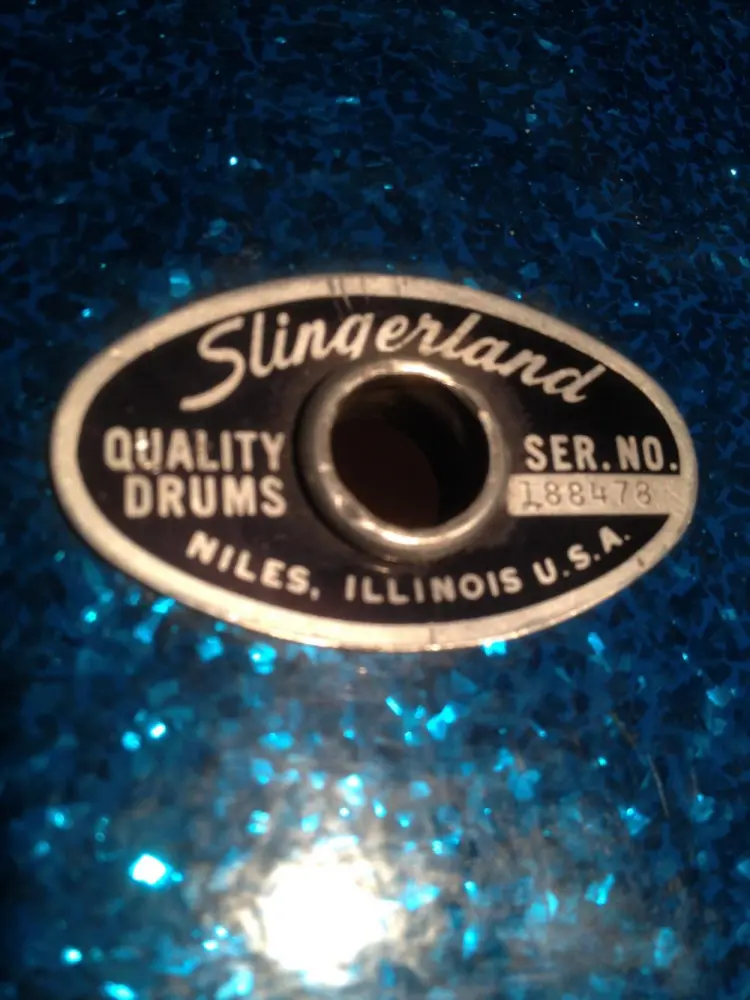 Slingerland
QUALITY
DRUMS
SER. NO.
188478
NILES, ILLINOIS U.S.A.